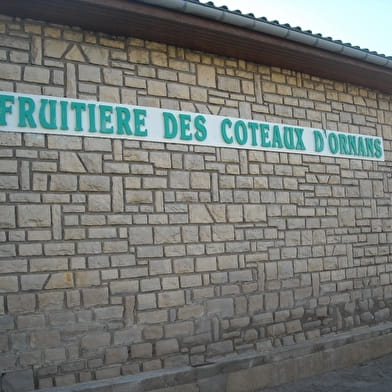 FRUITIERE DES COTEAUX D'ORNANS